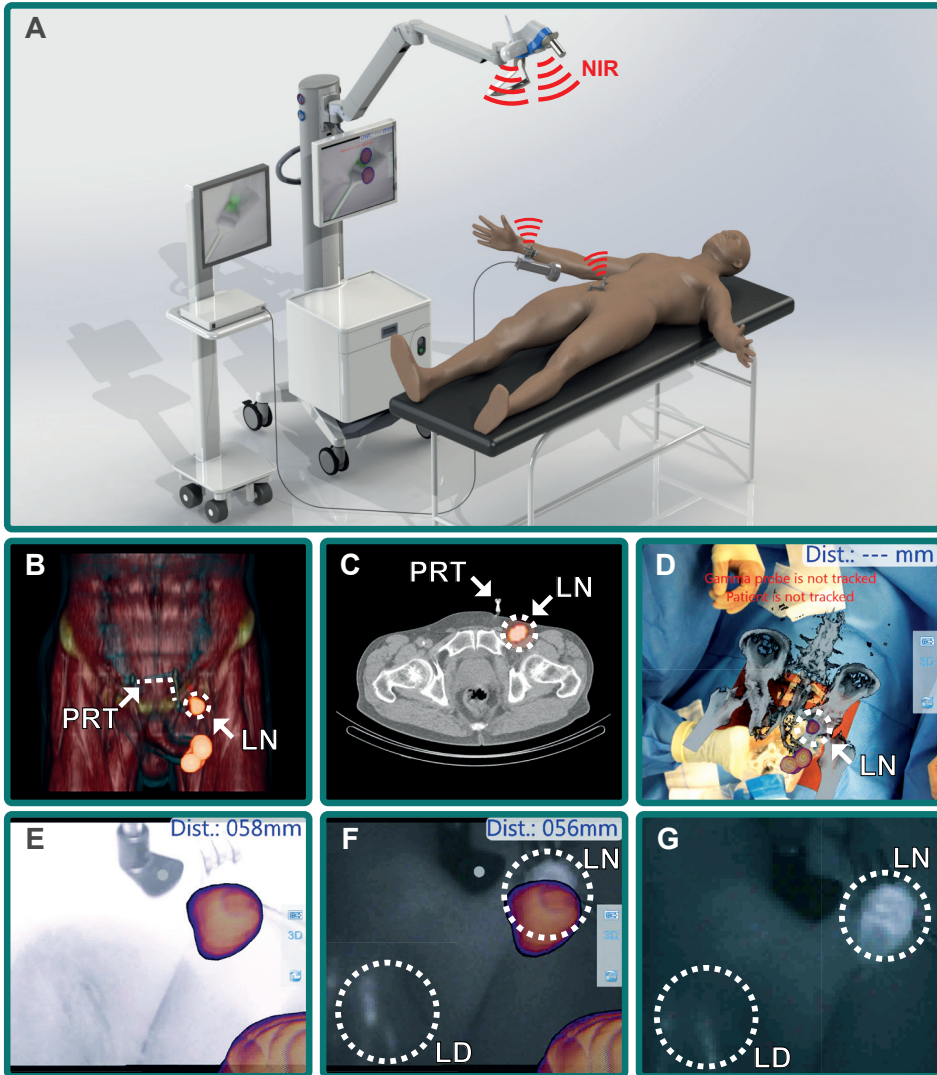 A
NIR
B
PRT
LN
C
PRT
LN
D
Dist.: --- mm
Gamma probe is not tracked
Patient is not tracked
3D
LN
E
Dist.: 058mm
3D
F
Dist.: 056mm
LN
3D
LD
G
LN
LD